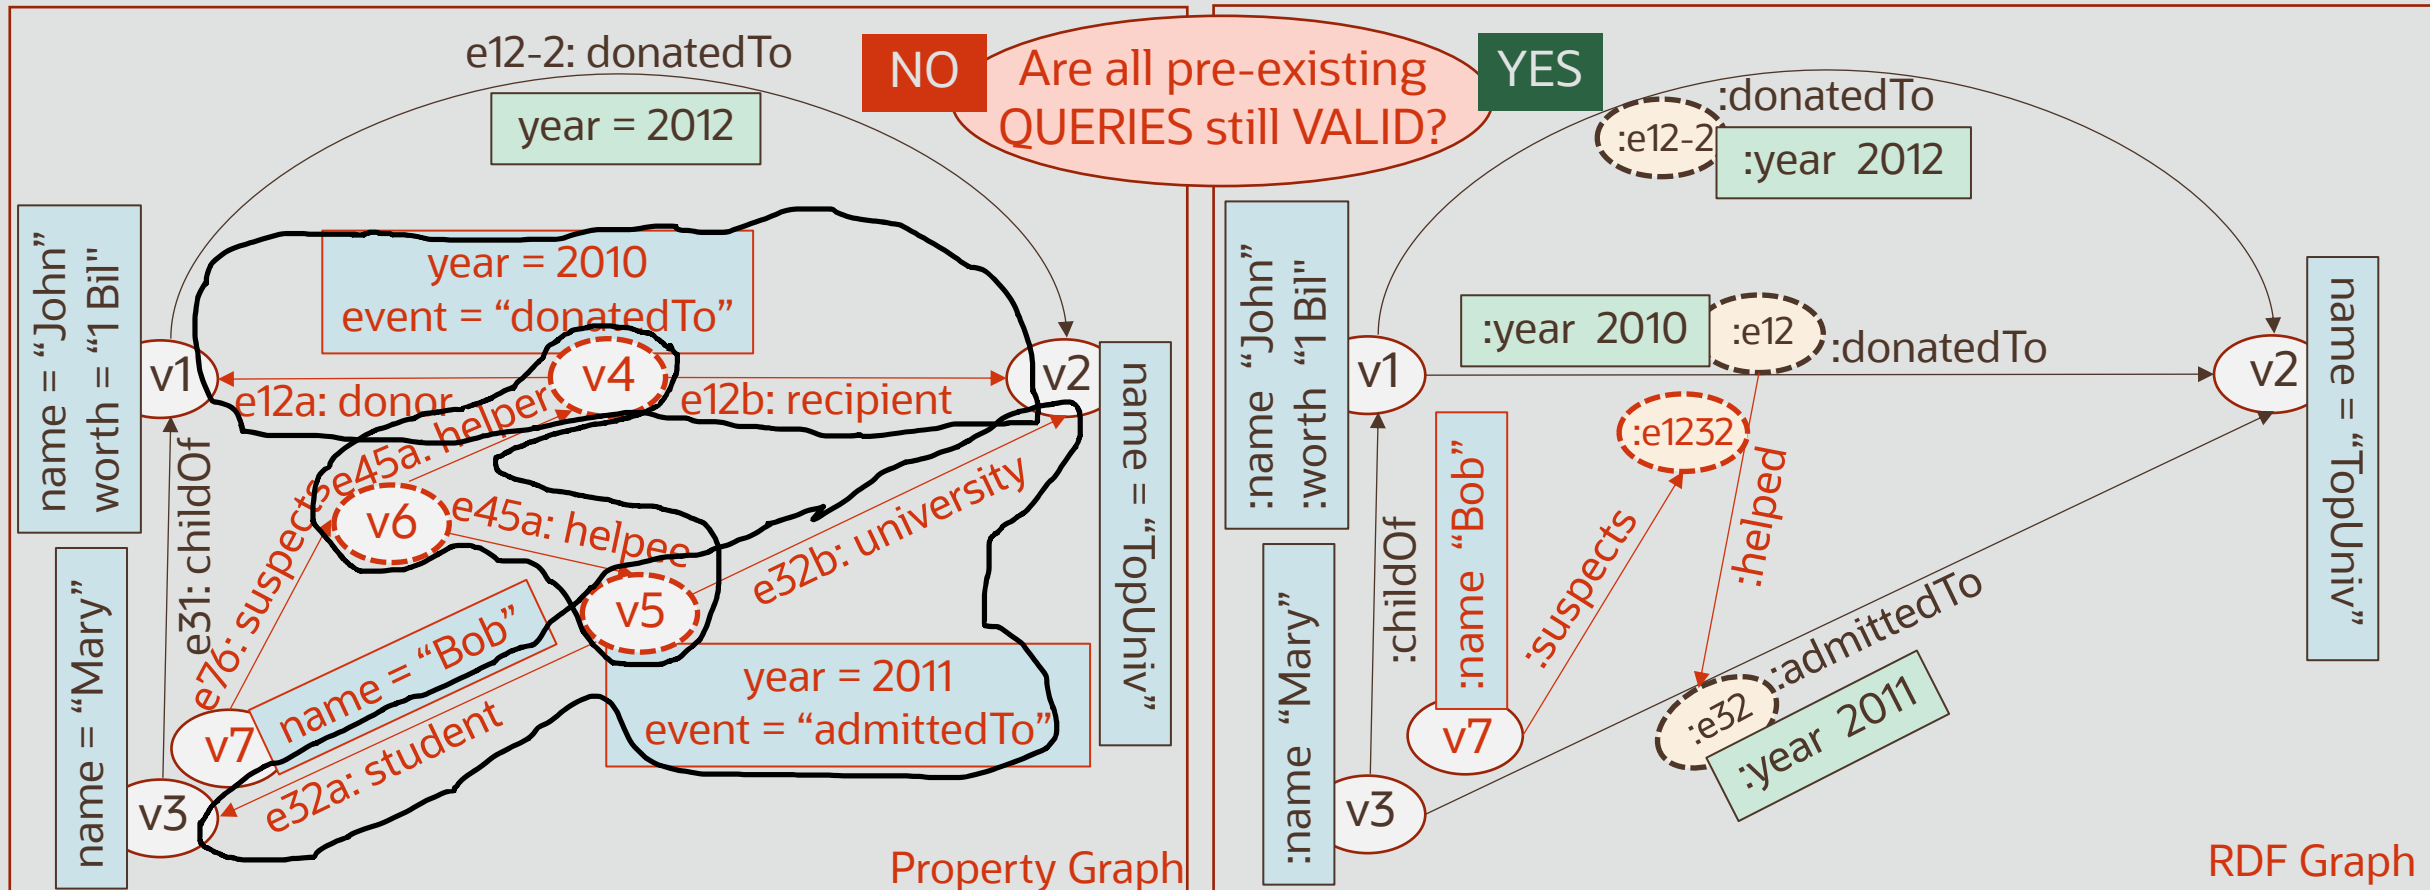 e12-2: donatedTo
year = 2012
NO
Are all pre-existing
QUERIES still VALID?
YES
name = “John”
worth = “1 Bil"
year = 2010
event = “donatedTo”
v1
v4
v2
e12a: donor
e12b: recipient
e45a: helper
name = “TopUniv”
e31: childOf
e76: suspects
v6
e45a: helpee
e32b: university
v5
name = “Mary”
name = “Bob”
year = 2011
event = “admittedTo”
v7
e32a: student
v3
Property Graph
:donatedTo
:e12-2
:year 2012
:name “John”
:worth “1 Bil"
:year 2010
:e12
:donatedTo
v1
v2
name = “TopUniv”
:e1232
:helped
:name “Bob”
:suspects
:childOf
:name “Mary”
:admittedTo
:e32
:year 2011
v7
v3
RDF Graph